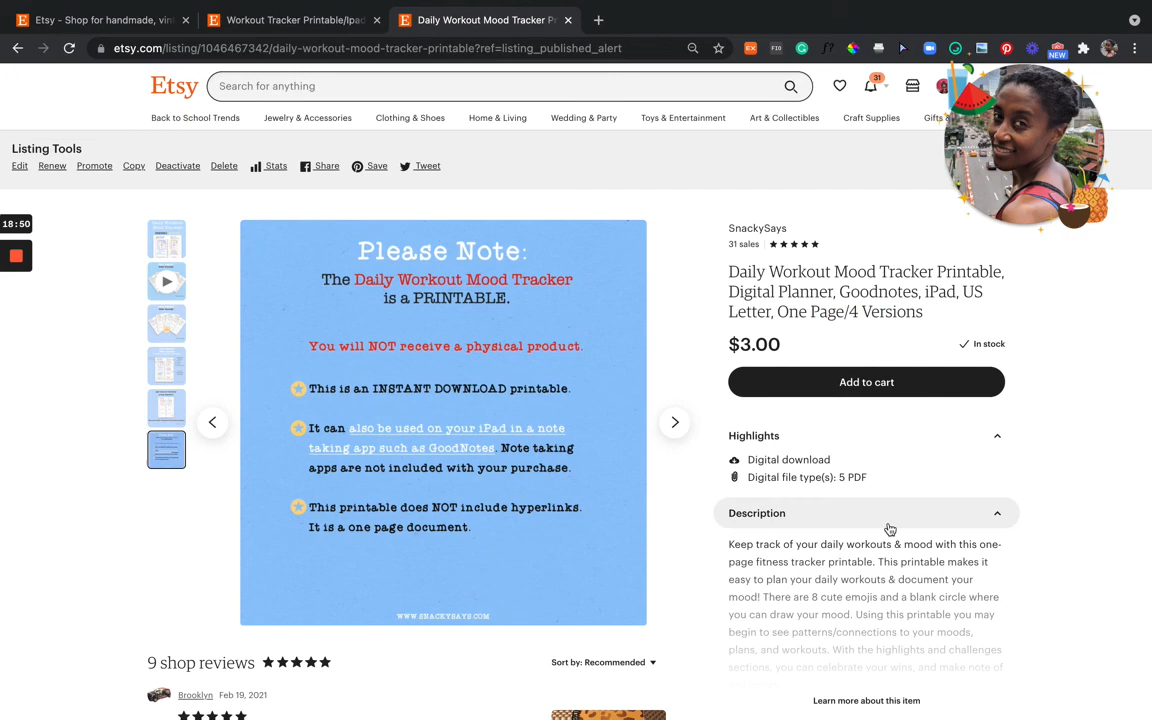 Etsy - Shop for handmade, vin
Workout Tracker Printable/Ipad
Daily Workout Mood Tracker Pr
etsy.com/listing/1046467342/daily-workout-mood-tracker-printable?ref=listing_published_alert
NEW
Etsy
Search for anything
31
Back to School Trends
Jewelry & Accessories
Clothing & Shoes
Home & Living
Wedding & Party
Toys & Entertainment
Art & Collectibles
Craft Supplies
Gifts &
Listing Tools
Edit
Renew
Promote
Copy
Deactivate
Delete
Stats
Share
Save
Tweet
18:50
Please Note:
The Daily Workout Mood Tracker
is a PRINTABLE.
You will NOT receive a physical product.
This is an INSTANT DOWNLOAD printable.
It can also be used on your iPad in a note
taking app such as GoodNotes. Note taking
apps are not included with your purchase.
This printable does NOT include hyperlinks.
It is a one page document.
WWW.SNACKYSAYS.COM
SnackySays
31 sales
Daily Workout Mood Tracker Printable,
Digital Planner, Goodnotes, iPad, US
Letter, One Page/4 Versions
$3.00
In stock
Add to cart
Highlights
Digital download
Digital file type(s): 5 PDF
Description
Keep track of your daily workouts & mood with this one-
page fitness tracker printable. This printable makes it
easy to plan your daily workouts & document your
mood! There are 8 cute emojis and a blank circle where
you can draw your mood. Using this printable you may
begin to see patterns/connections to your moods,
plans, and workouts. With the highlights and challenges
sections, you can celebrate your wins, and make note of
Learn more about this item
9 shop reviews
Sort by: Recommended
Brooklyn Feb 19, 2021